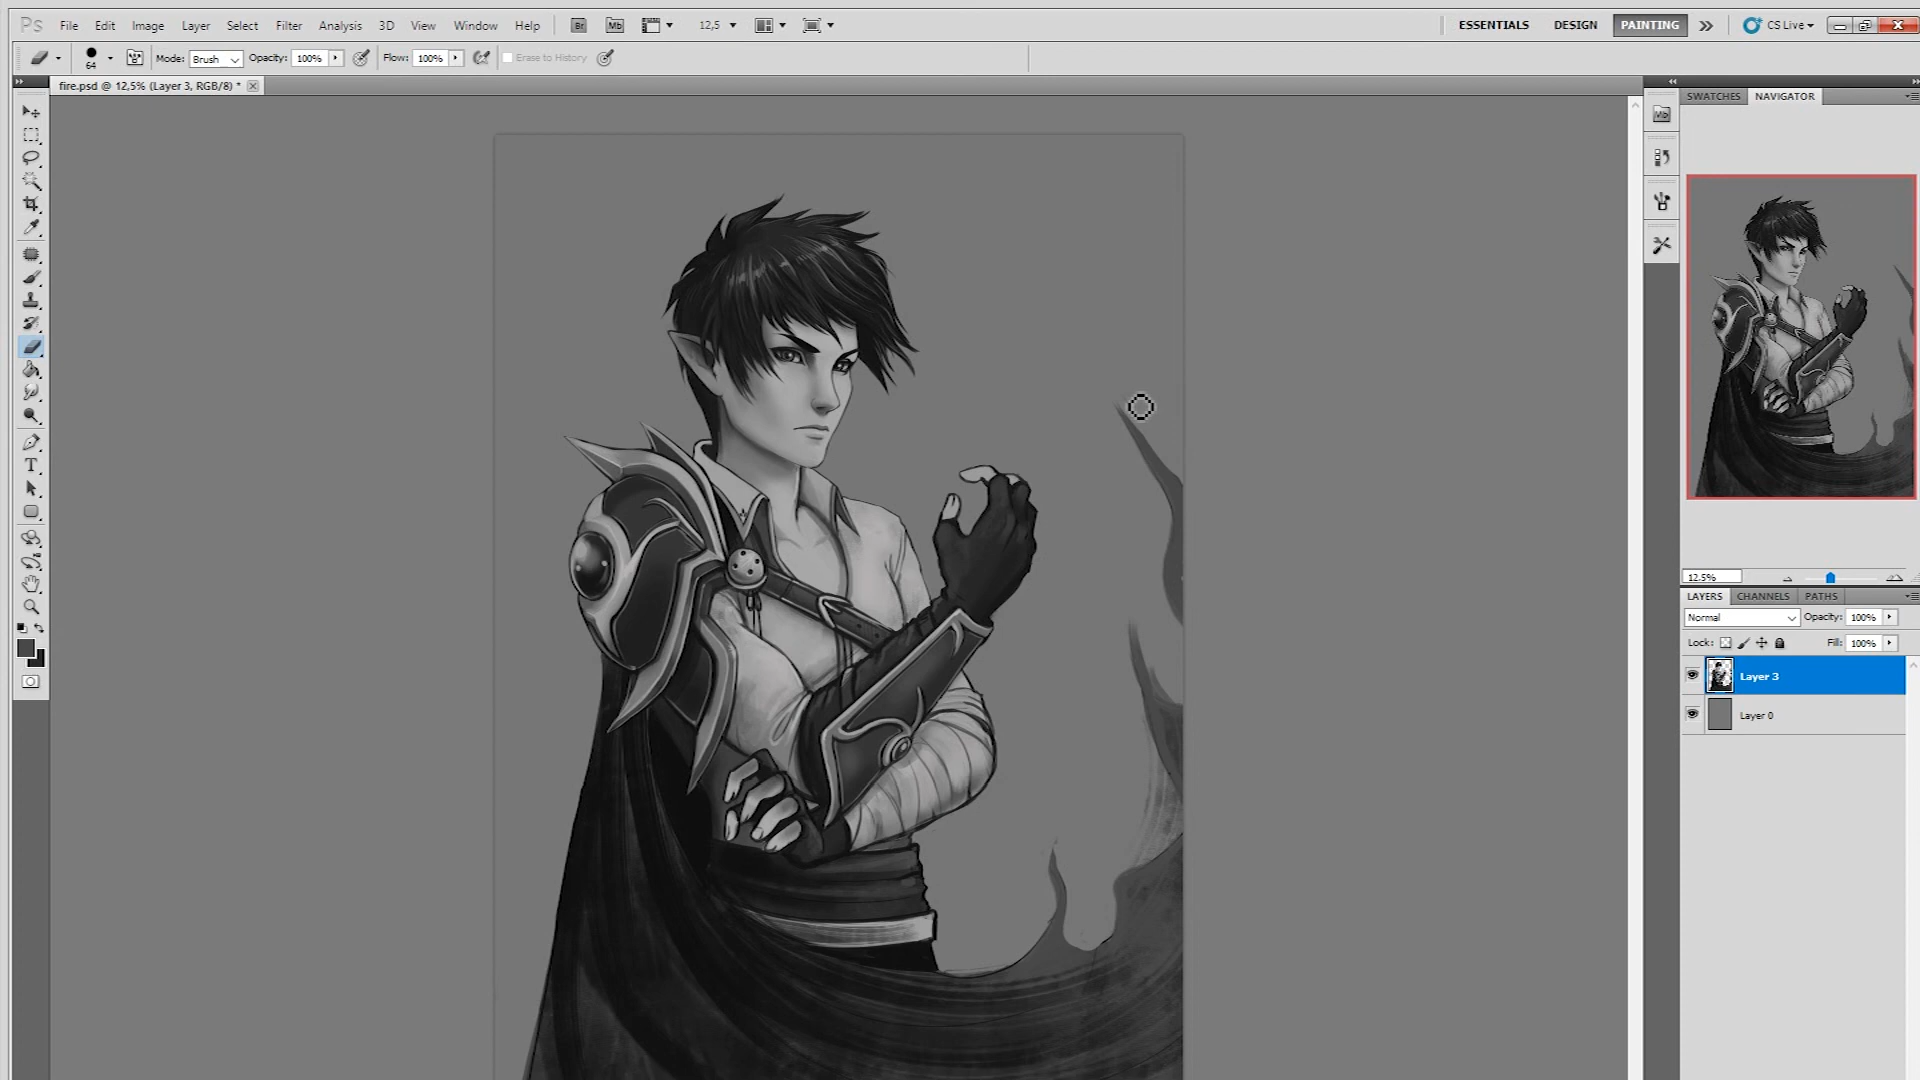 Ps File Edit Image Layer Select Filter Analysis 3D View Window Help Br Mb 12,5 ESSENTIALS DESIGN PAINTING CS Live
64 Mode: Brush Opacity: 100% Flow: 100% Erase to History
fire.psd @ 12,5% (Layer 3, RGB/8) *
SWATCHES NAVIGATOR
Mb
12.5%
LAYERS CHANNELS PATHS
Normal Opacity: 100%
Lock: Fill: 100%
Layer 3
Layer 0
T